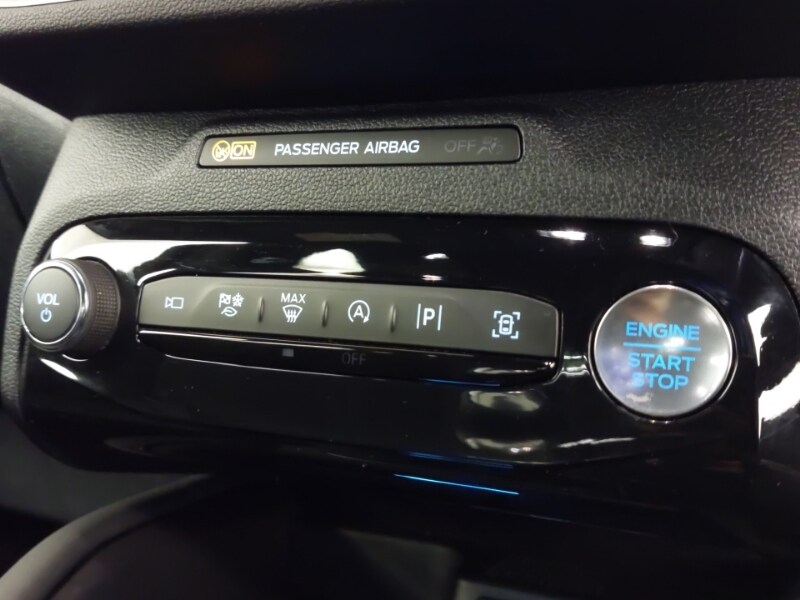 ON PASSENGER AIRBAG OFF
VOL
MAX
A
P
ENGINE
START
STOP
OFF